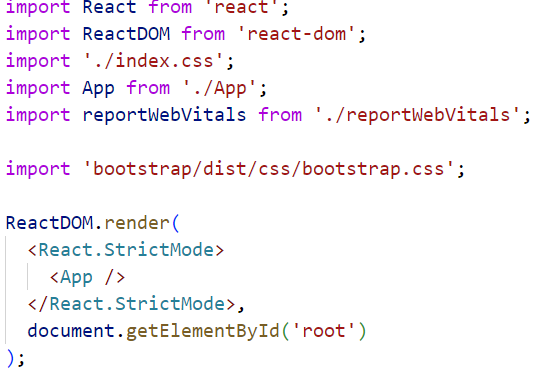 import React from 'react';
import ReactDOM from 'react-dom';
import './index.css';
import App from './App';
import reportWebVitals from './reportWebVitals';

import 'bootstrap/dist/css/bootstrap.css';

ReactDOM.render(
  <React.StrictMode>
    <App />
  </React.StrictMode>,
  document.getElementById('root')
);